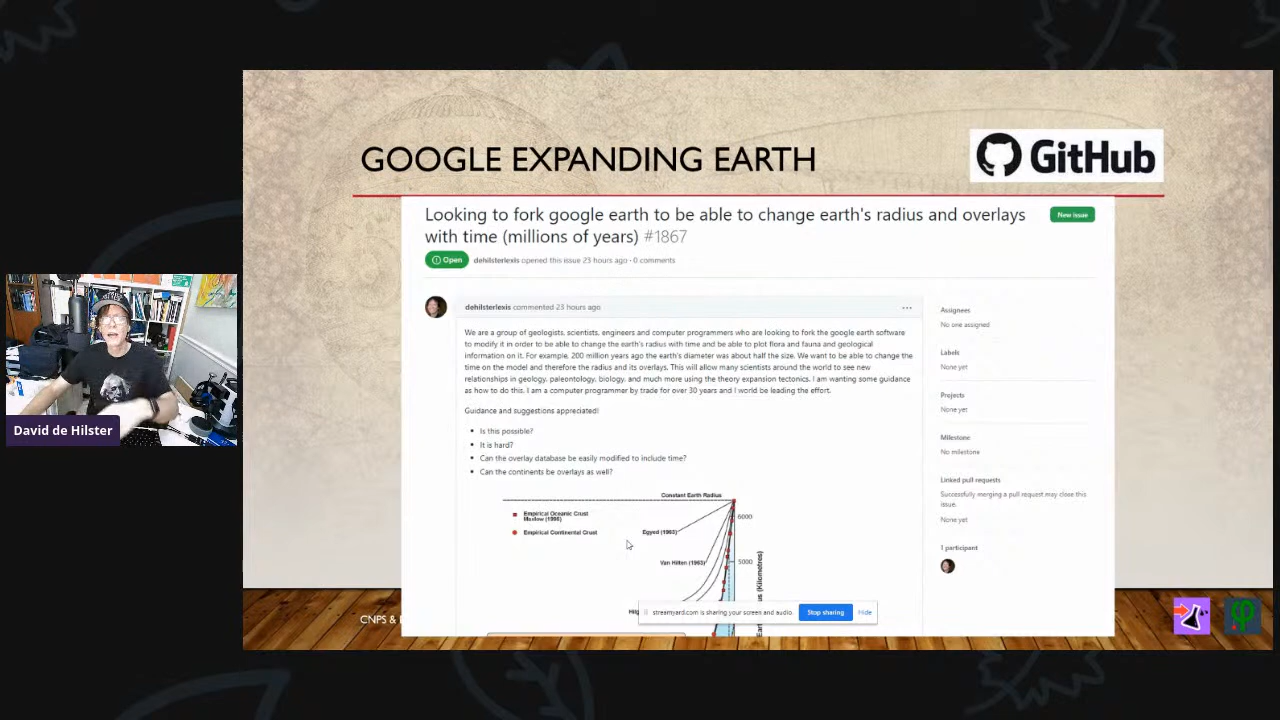 GOOGLE EXPANDING EARTH
GitHub
Looking to fork google earth to be able to change earth's radius and overlays
with time (millions of years) #1867
New issue
Open
dehilsterlexis opened this issue 23 hours ago · 0 comments
dehilsterlexis commented 23 hours ago
We are a group of geologists, scientists, engineers and computer programmers who are looking to fork the google earth software
to modify it in order to be able to change the earth's radius with time and be able to plot flora and fauna and geological
information on it. For example, 200 million years ago the earth's diameter was about half the size. We want to be able to change the
time on the model and therefore the radius and its overlays. This will allow many scientists around the world to see new
relationships in geology, paleontology, biology, and much more using the theory expansion tectonics. I am wanting some guidance
as how to do this. I am a computer programmer by trade for over 30 years and I world be leading the effort.
Guidance and suggestions appreciated!
Is this possible?
It is hard?
Can the overlay database be easily modified to include time?
Can the continents be overlays as well?
Assignees
No one assigned
Labels
None yet
Projects
None yet
Milestone
No milestone
Linked pull requests
Successfully merging a pull request may close this
issue.
None yet
1 participant
Constant Earth Radius
Empirical Oceanic Crust
Maxlow (1995)
Empirical Continental Crust
Egyed (1963)
Van Hilten (1963)
6000
5000
(Kilometres)
streamyard.com is sharing your screen and audio.
Stop sharing
Hide
David de Hilster
CNPS &